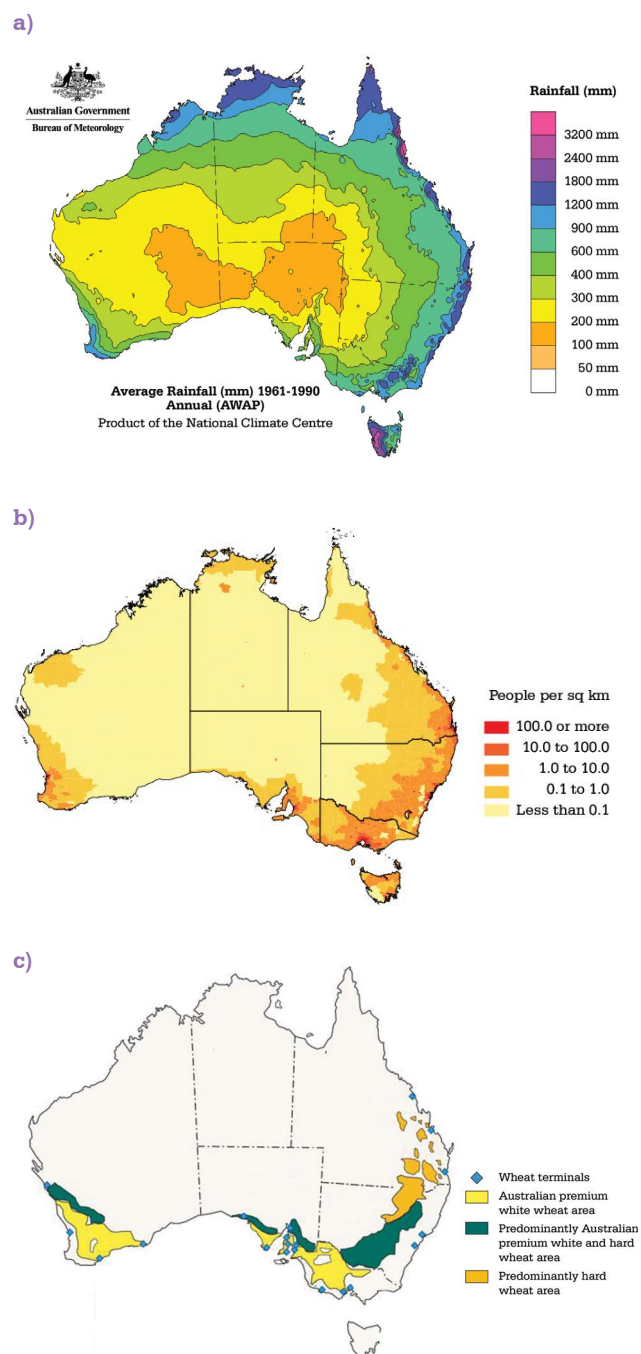 a)
Australian Government
Bureau of Meteorology
Rainfall (mm)
3200 mm
2400 mm
1800 mm
1200 mm
900 mm
600 mm
400 mm
300 mm
200 mm
100 mm
50 mm
0 mm
Average Rainfall (mm) 1961-1990
Annual (AWAP)
Product of the National Climate Centre
b)
People per sq km
100.0 or more
10.0 to 100.0
1.0 to 10.0
0.1 to 1.0
Less than 0.1
c)
Wheat terminals
Australian premium
white wheat area
Predominantly Australian
premium white and hard
wheat area
Predominantly hard
wheat area